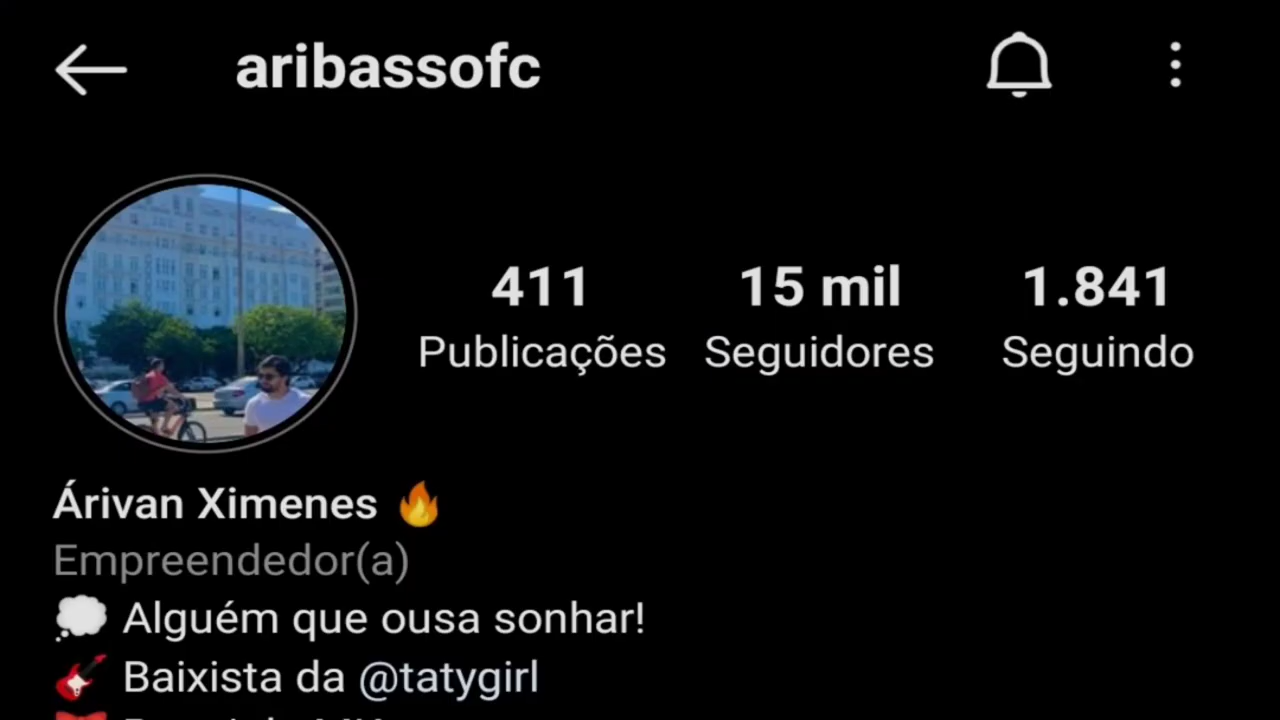 aribassofc
411 15 mil 1.841
Publicações Seguidores Seguindo
Árivan Ximenes 🔥
Empreendedor(a)
💭 Alguém que ousa sonhar!
🎸 Baixista da @tatygirl